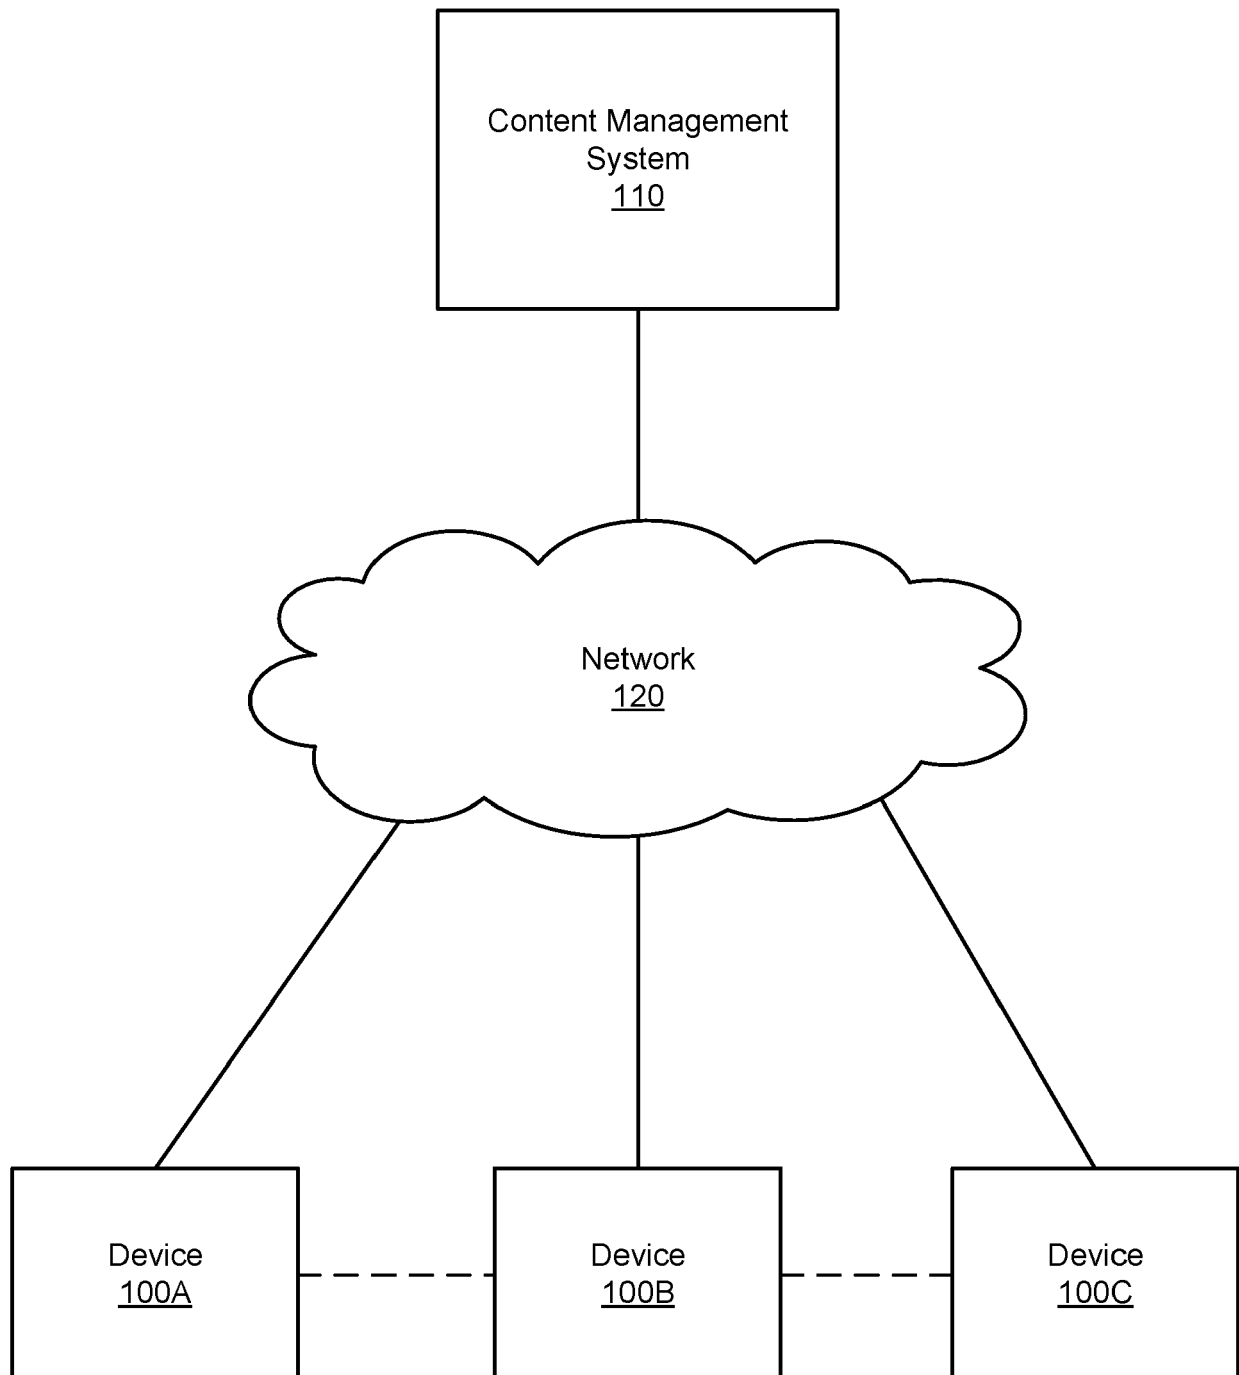 Content Management
System
110
Network
120
Device
100A
Device
100B
Device
100C